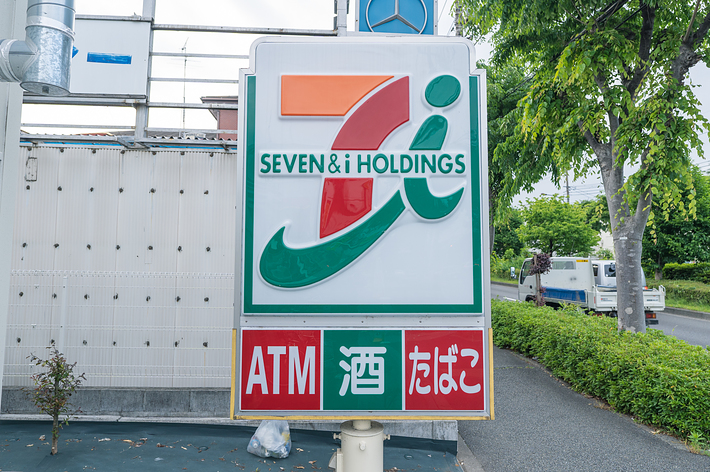 SEVEN & i HOLDINGS
ATM 酒 たばこ